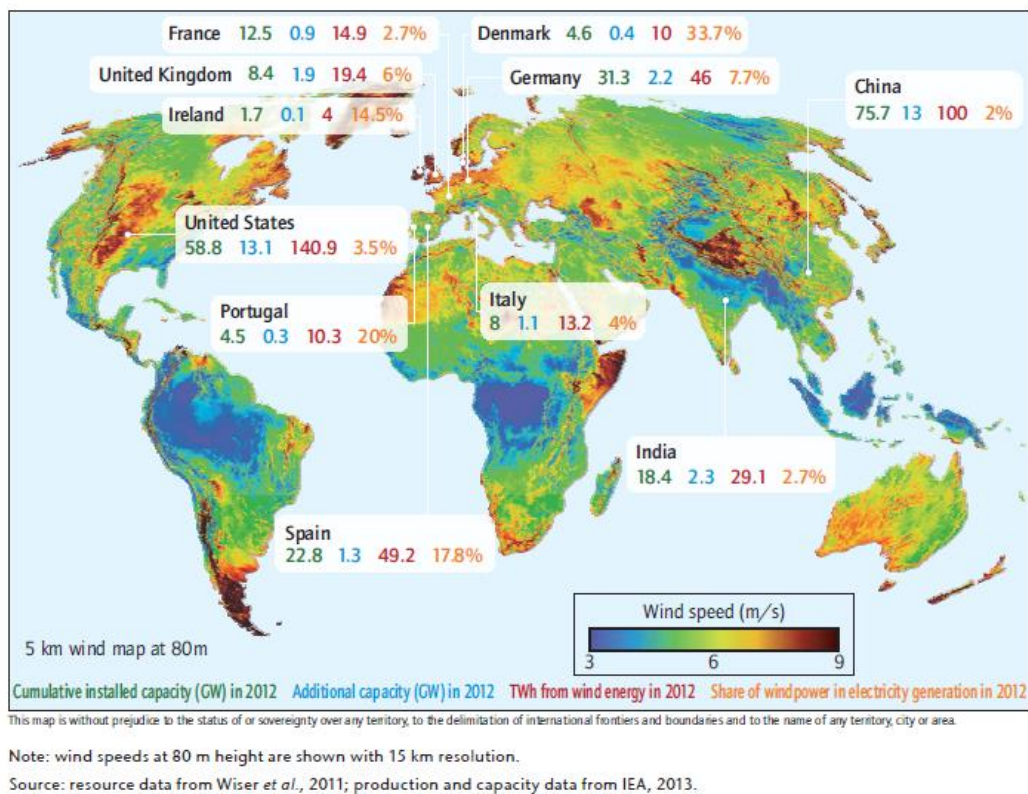 France 12.5 0.9 14.9 2.7%
Denmark 4.6 0.4 10 33.7%
United Kingdom 8.4 1.9 19.4 6%
Germany 31.3 2.2 46 7.7%
China
75.7 13 100 2%
Ireland 1.7 0.1 4 14.5%
United States
58.8 13.1 140.9 3.5%
Portugal
4.5 0.3 10.3 20%
Italy
8 1.1 13.2 4%
India
18.4 2.3 29.1 2.7%
Spain
22.8 1.3 49.2 17.8%
Wind speed (m/s)
3 6 9
5 km wind map at 80m
Cumulative installed capacity (GW) in 2012 Additional capacity (GW) in 2012 TWh from wind energy in 2012 Share of windpower in electricity generation in 2012
This map is without prejudice to the status of or sovereignty over any territory, to the delimitation of international frontiers and boundaries and to the name of any territory, city or area.
Note: wind speeds at 80 m height are shown with 15 km resolution.
Source: resource data from Wiser et al., 2011; production and capacity data from IEA, 2013.